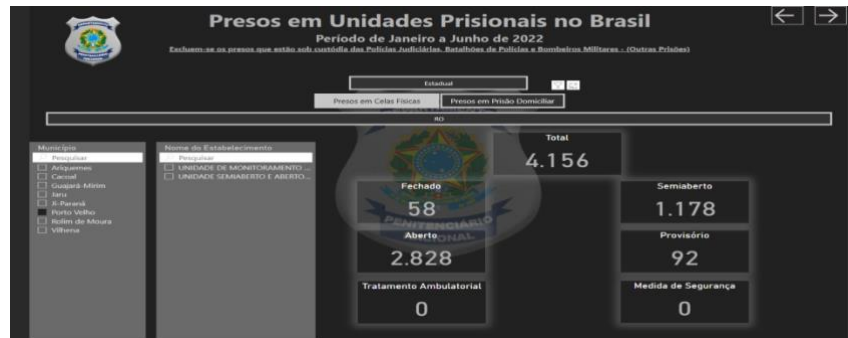 Presos em Unidades Prisionais no Brasil
Período de Janeiro a Junho de 2022
Excluem-se os presos que estão sob custódia das Polícias Judiciárias, Batalhões de Polícias e Bombeiros Militares - (Outras Prisões)
Estadual
Presos em Celas Físicas
Presos em Prisão Domiciliar
RO
Município
Pesquisar
Ariquemes
Cacoal
Guajará-Mirim
Jaru
Ji-Paraná
Porto Velho
Rolim de Moura
Vilhena
Nome do Estabelecimento
Pesquisar
UNIDADE DE MONITORAMENTO ...
UNIDADE SEMIABERTO E ABERTO...
Total
4.156
Fechado
58
Semiaberto
1.178
Aberto
2.828
Provisório
92
Tratamento Ambulatorial
0
Medida de Segurança
0
PENITENCIÁRIO
NACIONAL